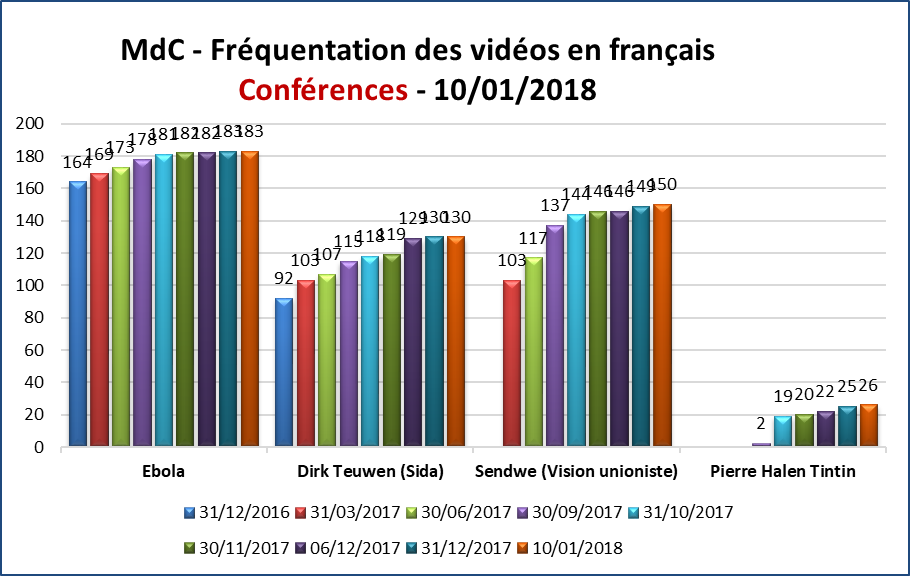 MdC - Fréquentation des vidéos en français
Conférences - 10/01/2018
200
180
160
140
120
100
80
60
40
20
0
164 169 173 178 181 182 182 183 183
92 103 107 115 118 119 129 130 130
103 117 137 144 146 146 149 150
2 19 20 22 25 26
Ebola Dirk Teuwen (Sida) Sendwe (Vision unioniste) Pierre Halen Tintin
31/12/2016 31/03/2017 30/06/2017 30/09/2017 31/10/2017
30/11/2017 06/12/2017 31/12/2017 10/01/2018